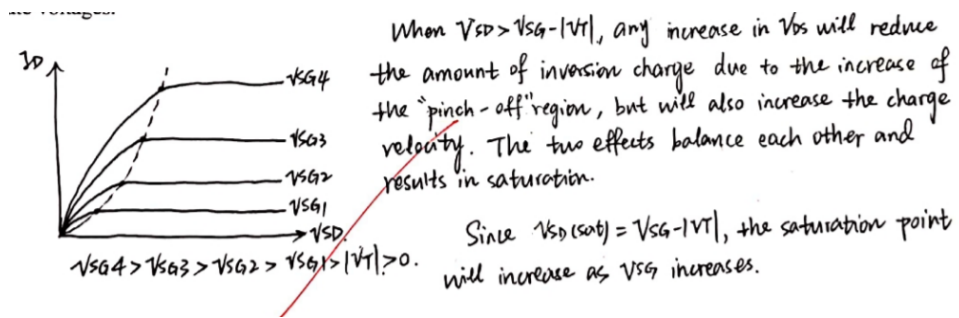 ke voltages.
When VSD > VSG-|VT|, any increase in VDS will reduce
the amount of inversion charge due to the increase of
the "pinch-off" region, but will also increase the charge
velocity. The two effects balance each other and
results in saturation.
Since VSD(sat) = VSG-|VT|, the saturation point
will increase as VSG increases.
ID
VSG4
VSG3
VSG2
VSG1
VSD.
VSG4 > VSG3 > VSG2 > VSG1 > |VT| > 0.